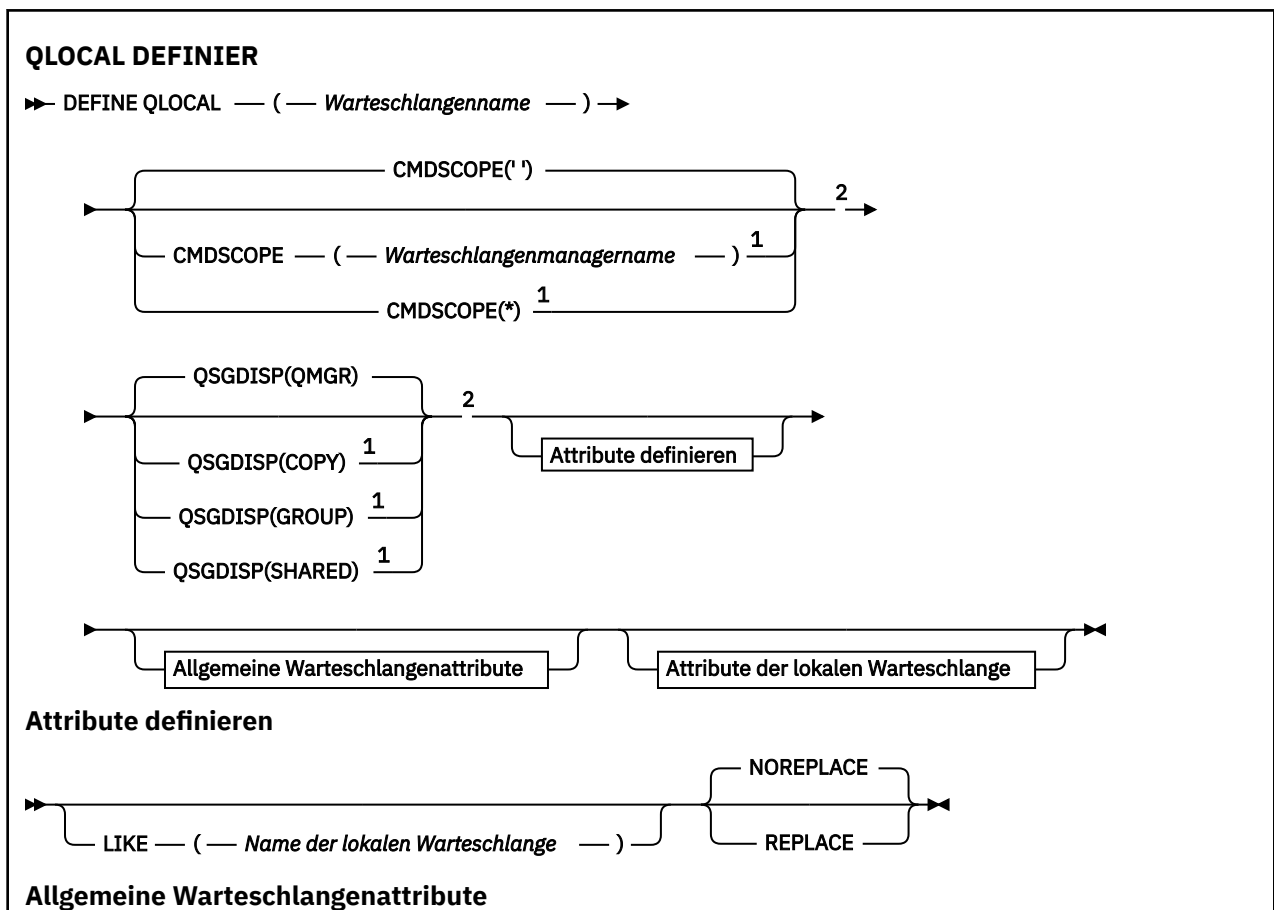 QLOCAL DEFINIER
DEFINE QLOCAL ( Warteschlangenname )
CMDSCOPE(' ')
2
CMDSCOPE ( Warteschlangenmanagername ) 1
CMDSCOPE(*) 1
QSGDISP(QMGR)
2
QSGDISP(COPY) 1
Attribute definieren
QSGDISP(GROUP) 1
QSGDISP(SHARED) 1
Allgemeine Warteschlangenattribute Attribute der lokalen Warteschlange
Attribute definieren
NOREPLACE
LIKE ( Name der lokalen Warteschlange ) REPLACE
Allgemeine Warteschlangenattribute